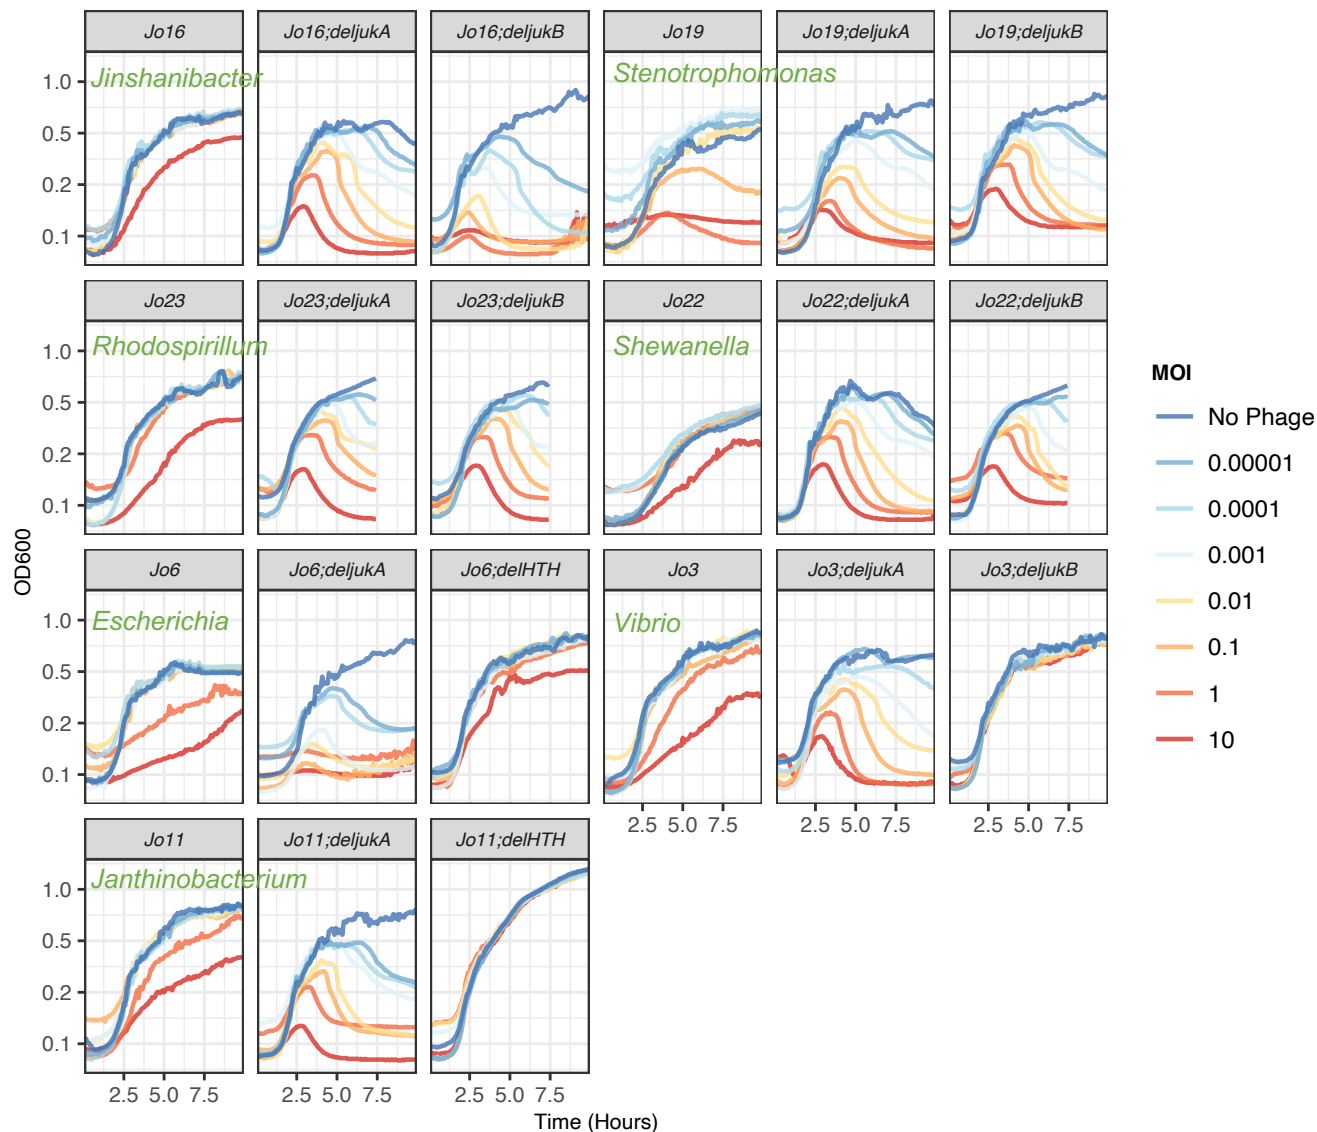 Jo16 Jo16;deljukA Jo16;deljukB Jo19 Jo19;deljukA Jo19;deljukB
Jinshanibacter Stenotrophomonas
1.0
0.5
0.2
0.1
Jo23 Jo23;deljukA Jo23;deljukB Jo22 Jo22;deljukA Jo22;deljukB
Rhodospirillum Shewanella
1.0
0.5
0.2
0.1
OD600
Jo6 Jo6;deljukA Jo6;delHTH Jo3 Jo3;deljukA Jo3;deljukB
Escherichia Vibrio
1.0
0.5
0.2
0.1
2.5 5.0 7.5 2.5 5.0 7.5 2.5 5.0 7.5
Jo11 Jo11;deljukA Jo11;delHTH
Janthinobacterium
1.0
0.5
0.2
0.1
2.5 5.0 7.5 2.5 5.0 7.5 2.5 5.0 7.5
Time (Hours)
MOI
No Phage
0.00001
0.0001
0.001
0.01
0.1
1
10